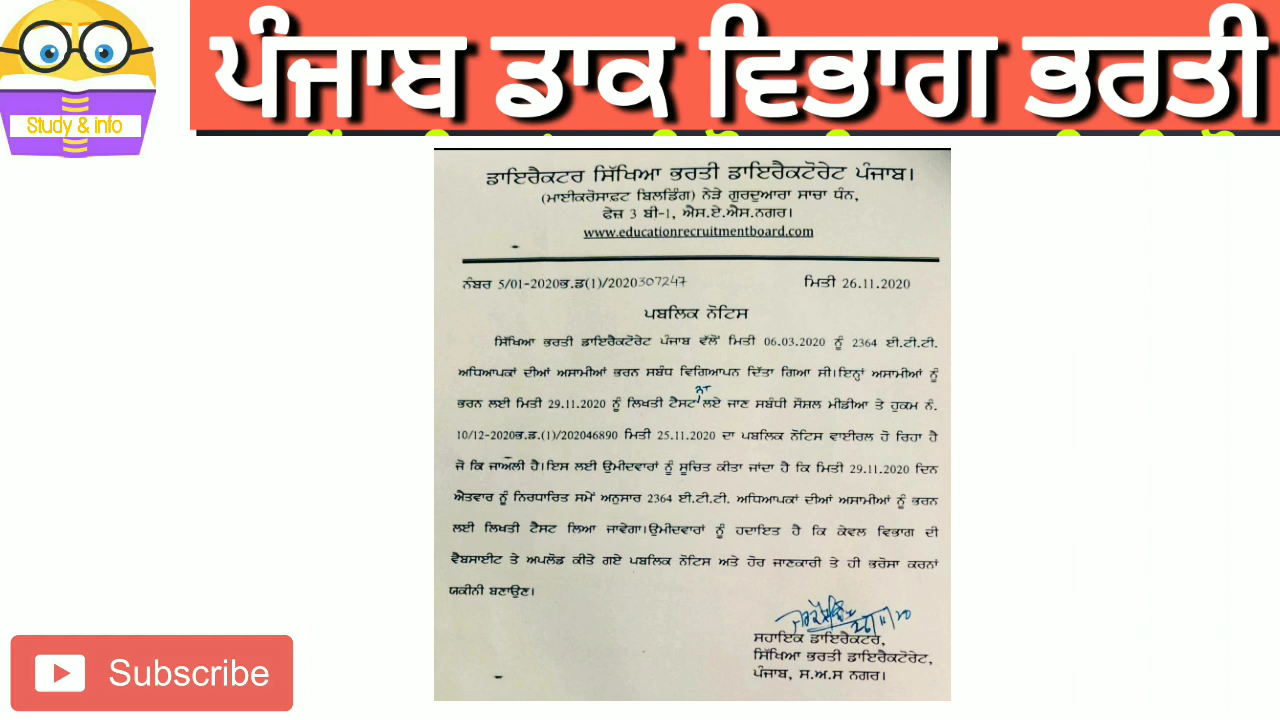 ਪੰਜਾਬ ਡਾਕ ਵਿਭਾਗ ਭਰਤੀ
Study & info
ਡਾਇਰੈਕਟਰ ਸਿੱਖਿਆ ਭਰਤੀ ਡਾਇਰੈਕਟੋਰੇਟ ਪੰਜਾਬ।
(ਮਾਈਕਰੋਸਾਫ਼ਟ ਬਿਲਡਿੰਗ) ਨੇੜੇ ਗੁਰਦੁਆਰਾ ਸਾਚਾ ਧੰਨ,
ਫੇਜ਼ 3 ਬੀ-1, ਐਸ.ਏ.ਐਸ.ਨਗਰ।
www.educationrecruitmentboard.com
ਨੰਬਰ 5/01-2020ਭ.ਡ(1)/2020307247 ਮਿਤੀ 26.11.2020
ਪਬਲਿਕ ਨੋਟਿਸ
ਸਿੱਖਿਆ ਭਰਤੀ ਡਾਇਰੈਕਟੋਰੇਟ ਪੰਜਾਬ ਵੱਲੋਂ ਮਿਤੀ 06.03.2020 ਨੂੰ 2364 ਈ.ਟੀ.ਟੀ.
ਅਧਿਆਪਕਾਂ ਦੀਆਂ ਅਸਾਮੀਆਂ ਭਰਨ ਸਬੰਧ ਵਿਗਿਆਪਨ ਦਿੱਤਾ ਗਿਆ ਸੀ।ਇਨ੍ਹਾਂ ਅਸਾਮੀਆਂ ਨੂੰ
ਭਰਨ ਲਈ ਮਿਤੀ 29.11.2020 ਨੂੰ ਲਿਖਤੀ ਟੈਸਟ ਨਾ ਲਏ ਜਾਣ ਸਬੰਧੀ ਸੋਸ਼ਲ ਮੀਡੀਆ ਤੇ ਹੁਕਮ ਨੰ.
10/12-2020ਭ.ਡ.(1)/202046890 ਮਿਤੀ 25.11.2020 ਦਾ ਪਬਲਿਕ ਨੋਟਿਸ ਵਾਈਰਲ ਹੋ ਰਿਹਾ ਹੈ
ਜੋ ਕਿ ਜਾਅਲੀ ਹੈ।ਇਸ ਲਈ ਉਮੀਦਵਾਰਾਂ ਨੂੰ ਸੂਚਿਤ ਕੀਤਾ ਜਾਂਦਾ ਹੈ ਕਿ ਮਿਤੀ 29.11.2020 ਦਿਨ
ਐਤਵਾਰ ਨੂੰ ਨਿਰਧਾਰਿਤ ਸਮੇਂ ਅਨੁਸਾਰ 2364 ਈ.ਟੀ.ਟੀ. ਅਧਿਆਪਕਾਂ ਦੀਆਂ ਅਸਾਮੀਆਂ ਨੂੰ ਭਰਨ
ਲਈ ਲਿਖਤੀ ਟੈਸਟ ਲਿਆ ਜਾਵੇਗਾ।ਉਮੀਦਵਾਰਾਂ ਨੂੰ ਹਦਾਇਤ ਹੈ ਕਿ ਕੇਵਲ ਵਿਭਾਗ ਦੀ
ਵੈਬਸਾਈਟ ਤੇ ਅਪਲੋਡ ਕੀਤੇ ਗਏ ਪਬਲਿਕ ਨੋਟਿਸ ਅਤੇ ਹੋਰ ਜਾਣਕਾਰੀ ਤੇ ਹੀ ਭਰੋਸਾ ਕਰਨਾਂ
ਯਕੀਨੀ ਬਣਾਉਣ।
26/11/20
ਸਹਾਇਕ ਡਾਇਰੈਕਟਰ,
ਸਿੱਖਿਆ ਭਰਤੀ ਡਾਇਰੈਕਟੋਰੇਟ,
ਪੰਜਾਬ, ਸ.ਅ.ਸ ਨਗਰ।
Subscribe